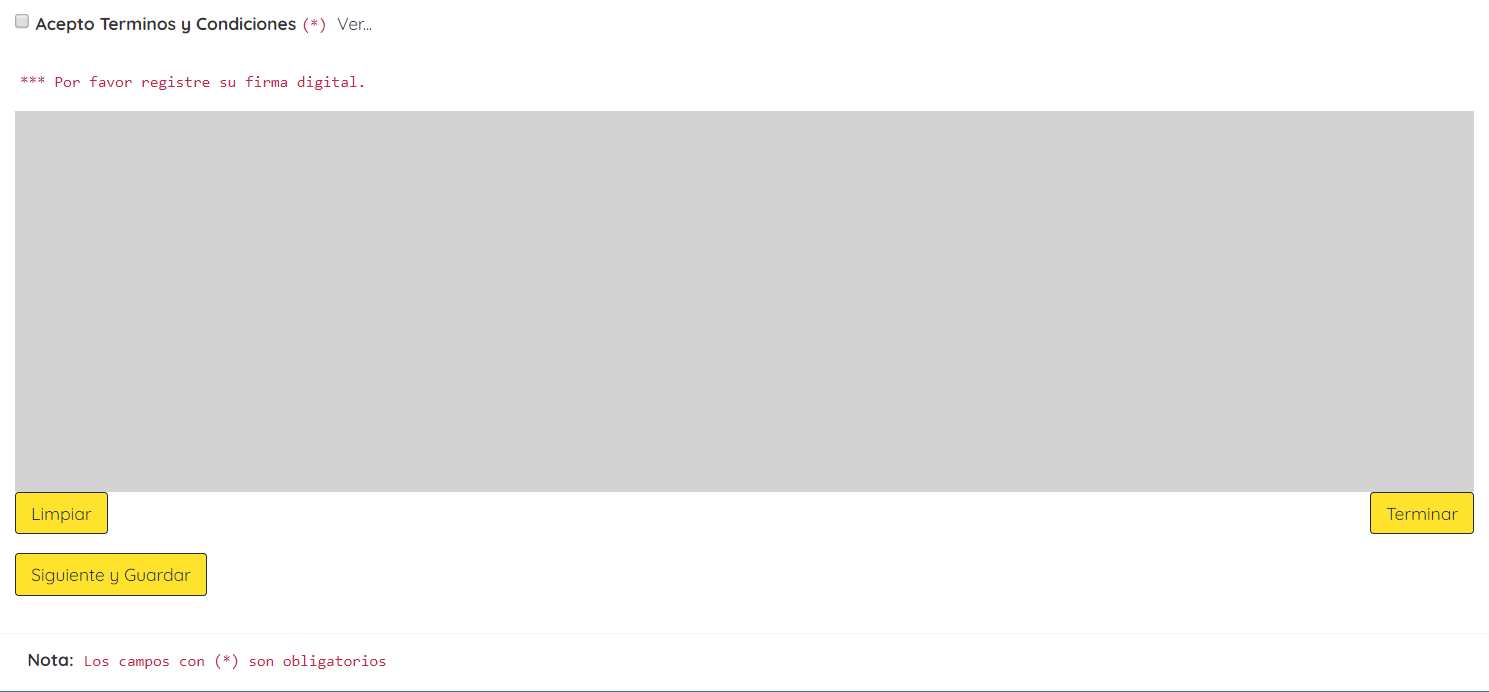 Acepto Terminos y Condiciones (*) Ver...
*** Por favor registre su firma digital.
Limpiar
Terminar
Siguiente y Guardar
Nota: Los campos con (*) son obligatorios